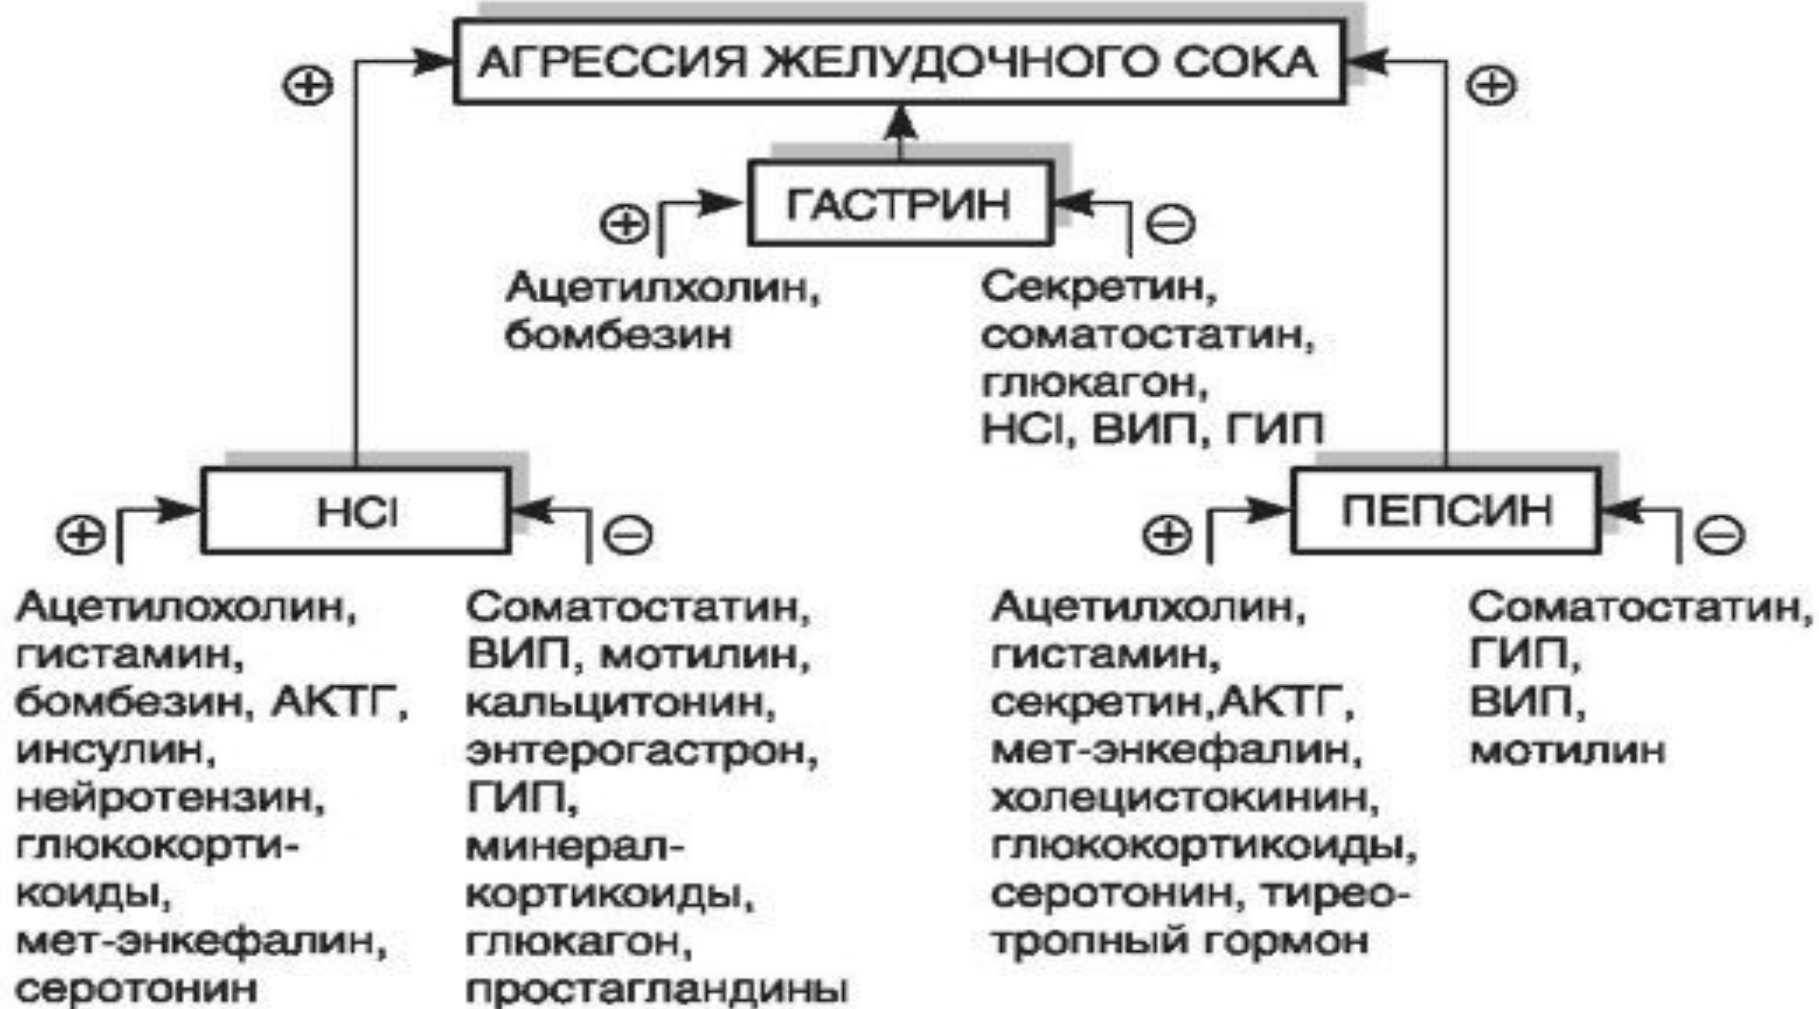 АГРЕССИЯ ЖЕЛУДОЧНОГО СОКА
+
+
ГАСТРИН
+
−
Ацетилхолин,
бомбезин
Секретин,
соматостатин,
глюкагон,
HCl, ВИП, ГИП
HCl
+
−
Ацетилохолин,
гистамин,
бомбезин, АКТГ,
инсулин,
нейротензин,
глюкокорти-
коиды,
мет-энкефалин,
серотонин
Соматостатин,
ВИП, мотилин,
кальцитонин,
энтерогастрон,
ГИП,
минерал-
кортикоиды,
глюкагон,
простагландины
ПЕПСИН
+
−
Ацетилхолин,
гистамин,
секретин,АКТГ,
мет-энкефалин,
холецистокинин,
глюкокортикоиды,
серотонин, тирео-
тропный гормон
Соматостатин,
ГИП,
ВИП,
мотилин